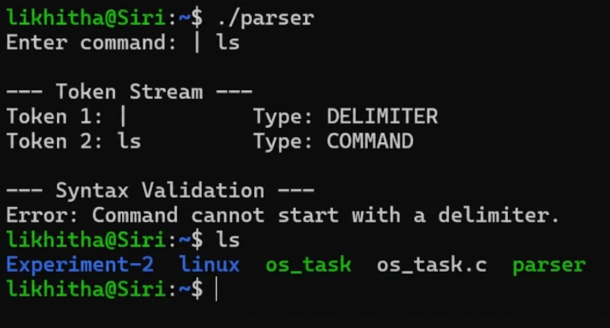 likhitha@Siri:~$ ./parser
Enter command: | ls
--- Token Stream ---
Token 1: | Type: DELIMITER
Token 2: ls Type: COMMAND
--- Syntax Validation ---
Error: Command cannot start with a delimiter.
likhitha@Siri:~$ ls
Experiment-2 linux os_task os_task.c parser
likhitha@Siri:~$